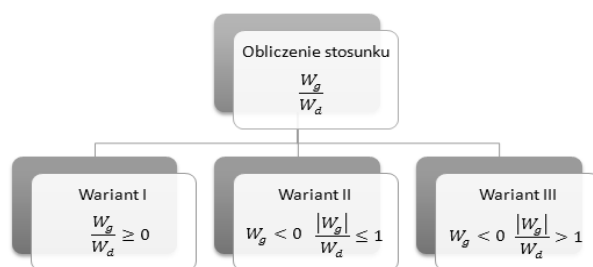 Obliczenie stosunku
W_g / W_d
Wariant I
W_g / W_d ≥ 0
Wariant II
W_g < 0 |W_g| / W_d ≤ 1
Wariant III
W_g < 0 |W_g| / W_d > 1